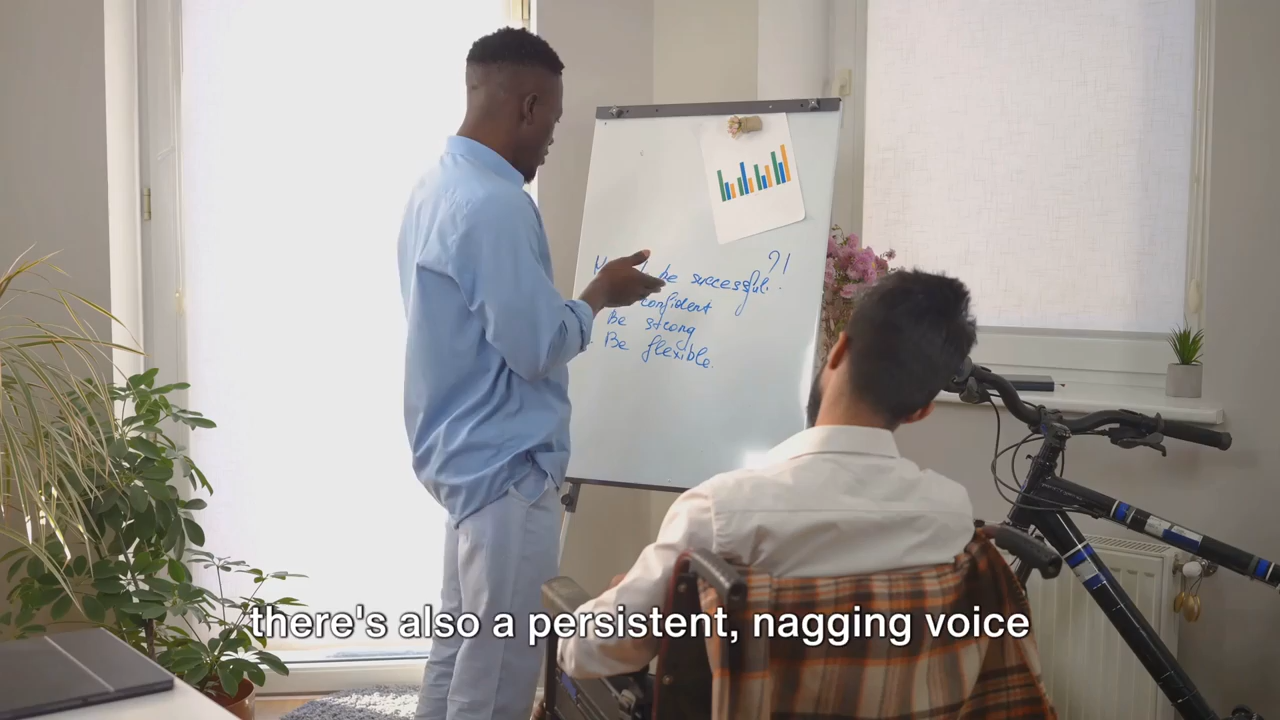 ?!
be successful
confident
Be strong
Be flexible.
there's also a persistent, nagging voice